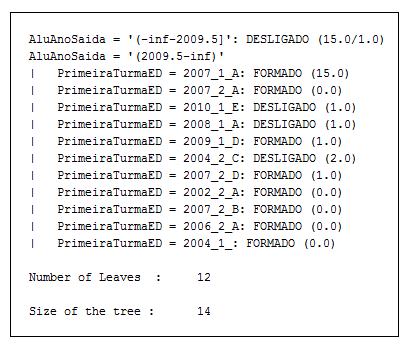 AluAnoSaida = '(-inf-2009.5]': DESLIGADO (15.0/1.0)
AluAnoSaida = '(2009.5-inf)'
|   PrimeiraTurmaED = 2007_1_A: FORMADO (15.0)
|   PrimeiraTurmaED = 2007_2_A: FORMADO (0.0)
|   PrimeiraTurmaED = 2010_1_E: DESLIGADO (1.0)
|   PrimeiraTurmaED = 2008_1_A: DESLIGADO (1.0)
|   PrimeiraTurmaED = 2009_1_D: FORMADO (1.0)
|   PrimeiraTurmaED = 2004_2_C: DESLIGADO (2.0)
|   PrimeiraTurmaED = 2007_2_D: FORMADO (1.0)
|   PrimeiraTurmaED = 2002_2_A: FORMADO (0.0)
|   PrimeiraTurmaED = 2007_2_B: FORMADO (0.0)
|   PrimeiraTurmaED = 2006_2_A: FORMADO (0.0)
|   PrimeiraTurmaED = 2004_1_: FORMADO (0.0)
Number of Leaves  :     12
Size of the tree :      14